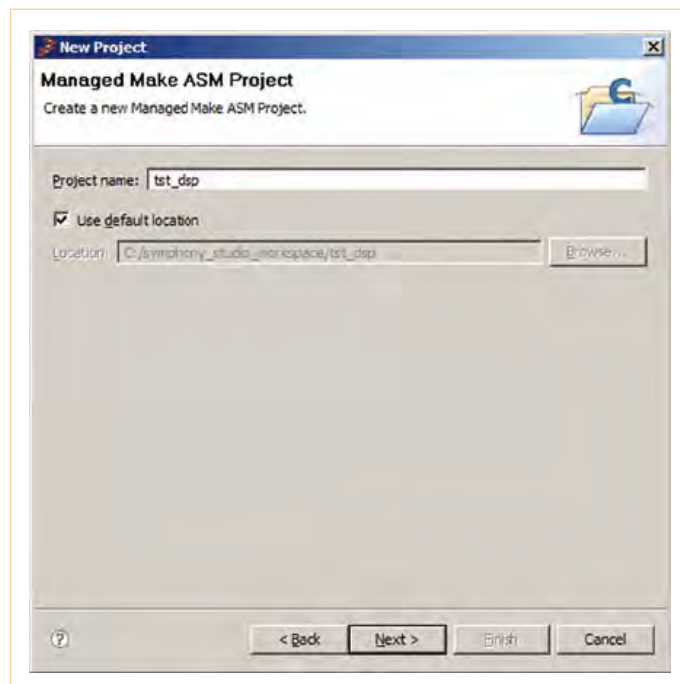 New Project
Managed Make ASM Project
Create a new Managed Make ASM Project.
Project name: tst_dsp
Use default location
Location: C:/symphony_studio_workspace/tst_dsp Browse...
? < Back Next > Finish Cancel